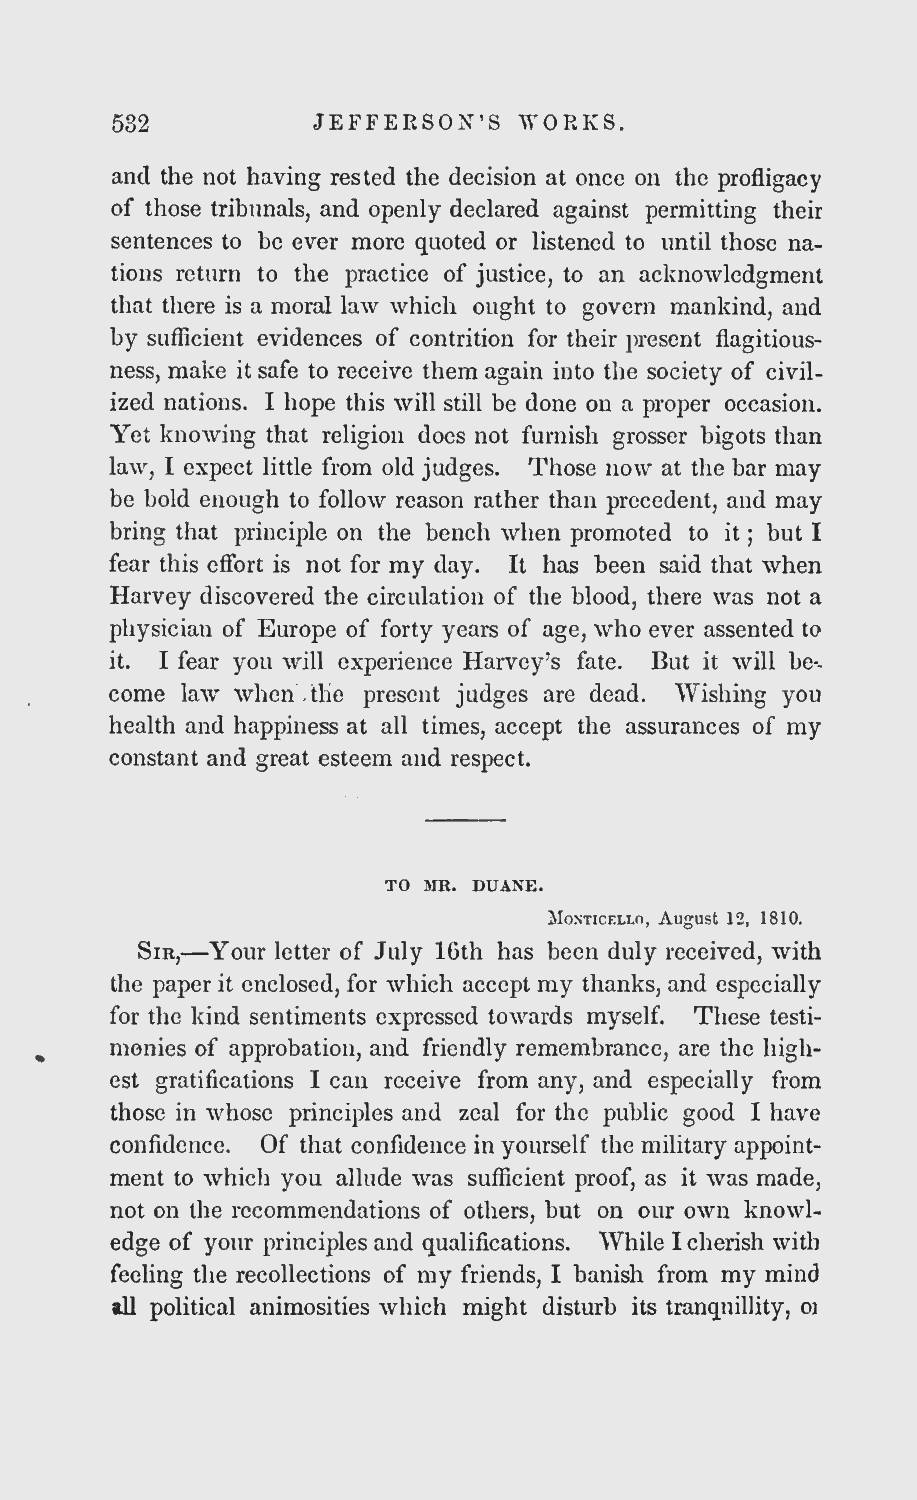 532 JEFFERSON'S WORKS.
and the not having rested the decision at once on the profligacy
of those tribunals, and openly declared against permitting their
sentences to be ever more quoted or listened to until those na-
tions return to the practice of justice, to an acknowledgment
that there is a moral law which ought to govern mankind, and
by sufficient evidences of contrition for their present flagitious-
ness, make it safe to receive them again into the society of civil-
ized nations. I hope this will still be done on a proper occasion.
Yet knowing that religion does not furnish grosser bigots than
law, I expect little from old judges. Those now at the bar may
be bold enough to follow reason rather than precedent, and may
bring that principle on the bench when promoted to it; but I
fear this effort is not for my day. It has been said that when
Harvey discovered the circulation of the blood, there was not a
physician of Europe of forty years of age, who ever assented to
it. I fear you will experience Harvey's fate. But it will be-
come law when the present judges are dead. Wishing you
health and happiness at all times, accept the assurances of my
constant and great esteem and respect.
TO MR. DUANE.
MONTICELLO, August 12, 1810.
SIR,—Your letter of July 16th has been duly received, with
the paper it enclosed, for which accept my thanks, and especially
for the kind sentiments expressed towards myself. These testi-
monies of approbation, and friendly remembrance, are the high-
est gratifications I can receive from any, and especially from
those in whose principles and zeal for the public good I have
confidence. Of that confidence in yourself the military appoint-
ment to which you allude was sufficient proof, as it was made,
not on the recommendations of others, but on our own knowl-
edge of your principles and qualifications. While I cherish with
feeling the recollections of my friends, I banish from my mind
all political animosities which might disturb its tranquillity, or